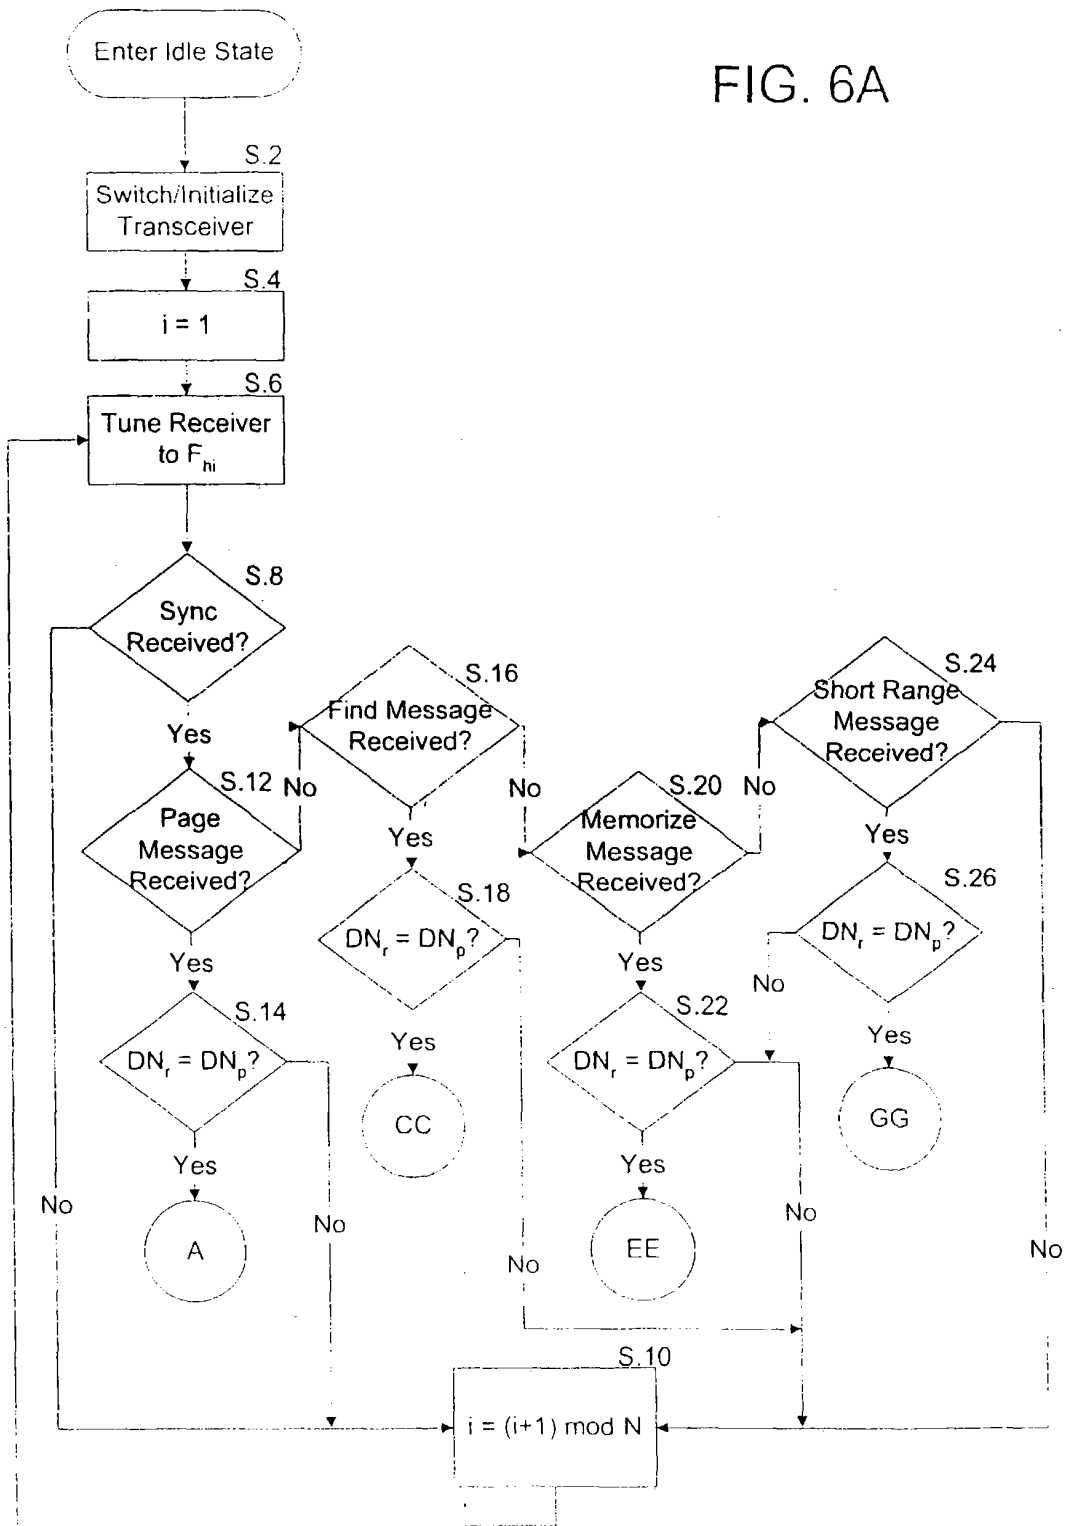 Enter Idle State
FIG. 6A
S.2
Switch/Initialize
Transceiver
S.4
i = 1
S.6
Tune Receiver
to F_hi
S.8
Sync
Received?
Yes
No
S.12
Page
Message
Received?
No
Yes
S.14
DN_r = DN_p?
Yes
No
A
S.16
Find Message
Received?
No
Yes
S.18
DN_r = DN_p?
Yes
No
CC
S.20
Memorize
Message
Received?
No
Yes
S.22
DN_r = DN_p?
Yes
No
EE
S.24
Short Range
Message
Received?
Yes
No
S.26
DN_r = DN_p?
No
Yes
GG
S.10
i = (i+1) mod N